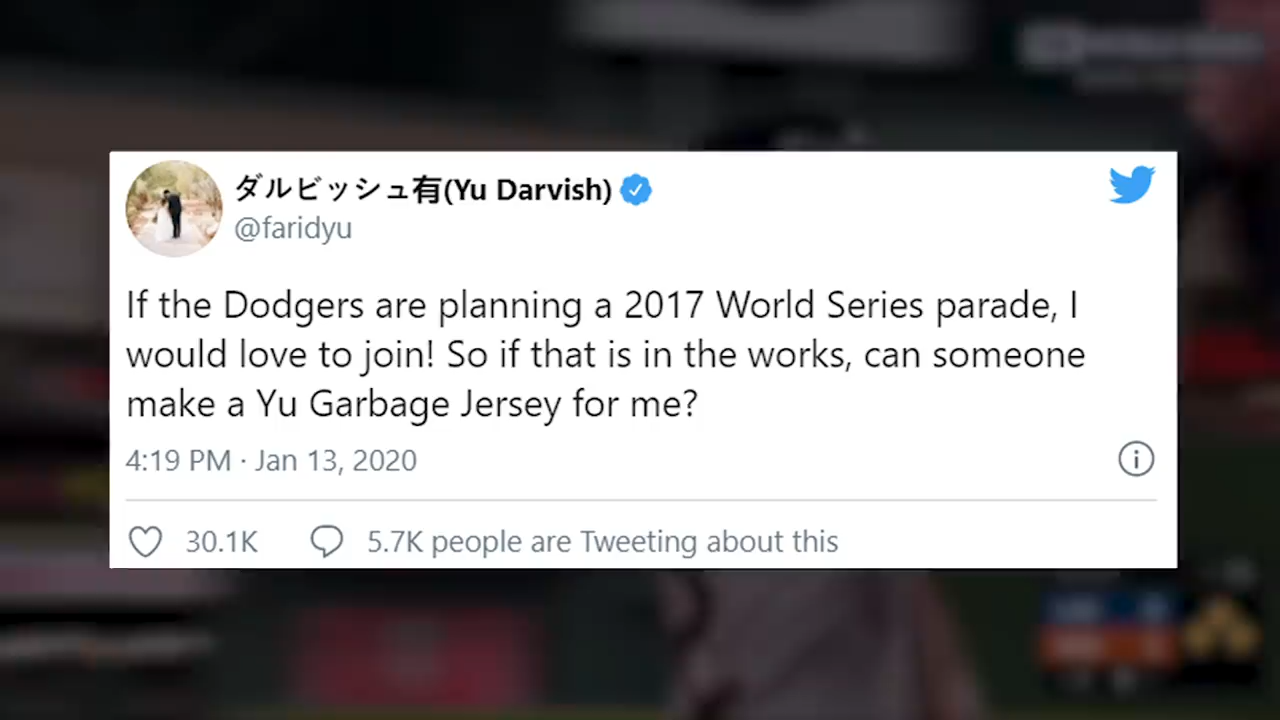 ダルビッシュ有(Yu Darvish)
@faridyu
If the Dodgers are planning a 2017 World Series parade, I
would love to join! So if that is in the works, can someone
make a Yu Garbage Jersey for me?
4:19 PM · Jan 13, 2020
30.1K 5.7K people are Tweeting about this